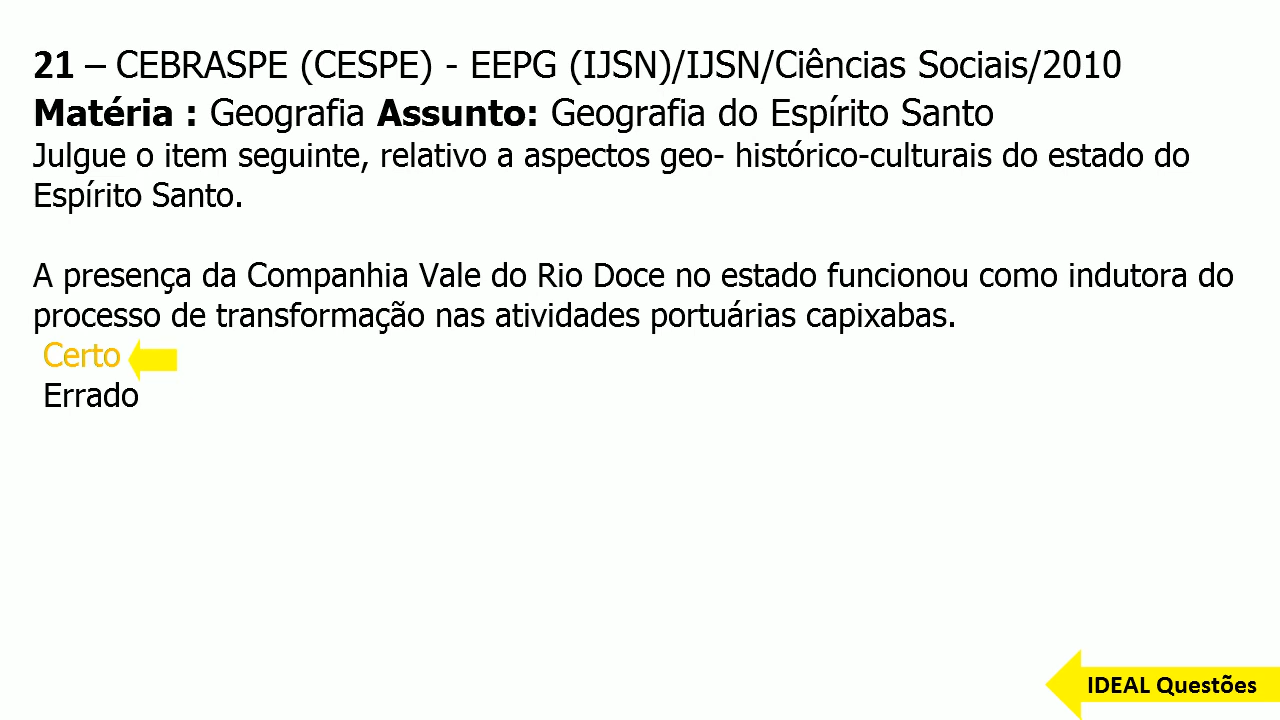 21 – CEBRASPE (CESPE) - EEPG (IJSN)/IJSN/Ciências Sociais/2010
Matéria : Geografia Assunto: Geografia do Espírito Santo
Julgue o item seguinte, relativo a aspectos geo- histórico-culturais do estado do
Espírito Santo.
A presença da Companhia Vale do Rio Doce no estado funcionou como indutora do
processo de transformação nas atividades portuárias capixabas.
Certo
Errado
IDEAL Questões